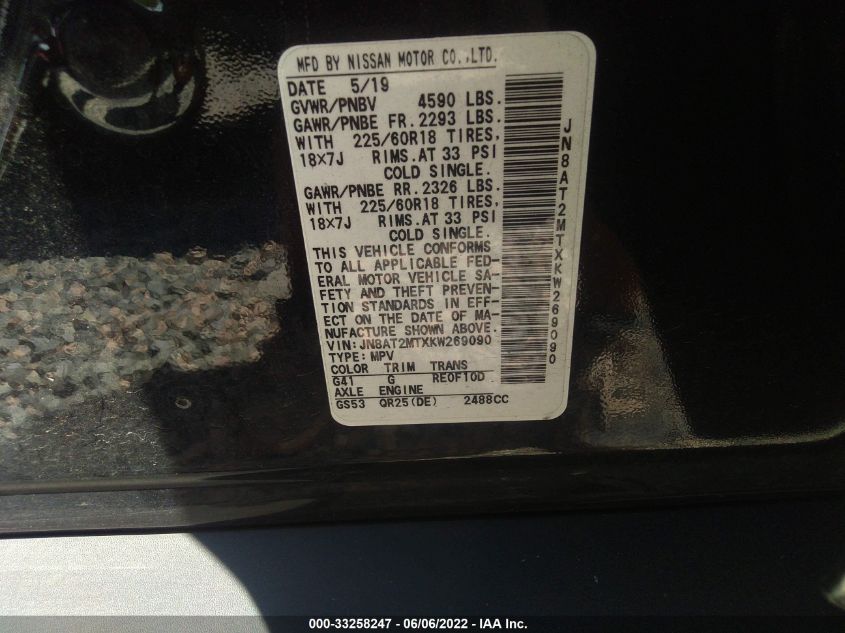 MFD BY NISSAN MOTOR CO.,LTD.
DATE 5/19
GVWR/PNBV 4590 LBS.
GAWR/PNBE FR. 2293 LBS.
WITH 225/60R18 TIRES,
18X7J RIMS.AT 33 PSI
COLD SINGLE.
GAWR/PNBE RR. 2326 LBS.
WITH 225/60R18 TIRES,
18X7J RIMS.AT 33 PSI
COLD SINGLE.
THIS VEHICLE CONFORMS
TO ALL APPLICABLE FED-
ERAL MOTOR VEHICLE SA-
FETY AND THEFT PREVEN-
TION STANDARDS IN EFF-
ECT ON THE DATE OF MA-
NUFACTURE SHOWN ABOVE.
VIN:JN8AT2MTXKW269090
TYPE:MPV
COLOR TRIM TRANS
G41 G RE0F10D
AXLE ENGINE
GS53 QR25(DE) 2488CC
JN8AT2MTXKW269090
000-33258247 - 06/06/2022 - IAA Inc.